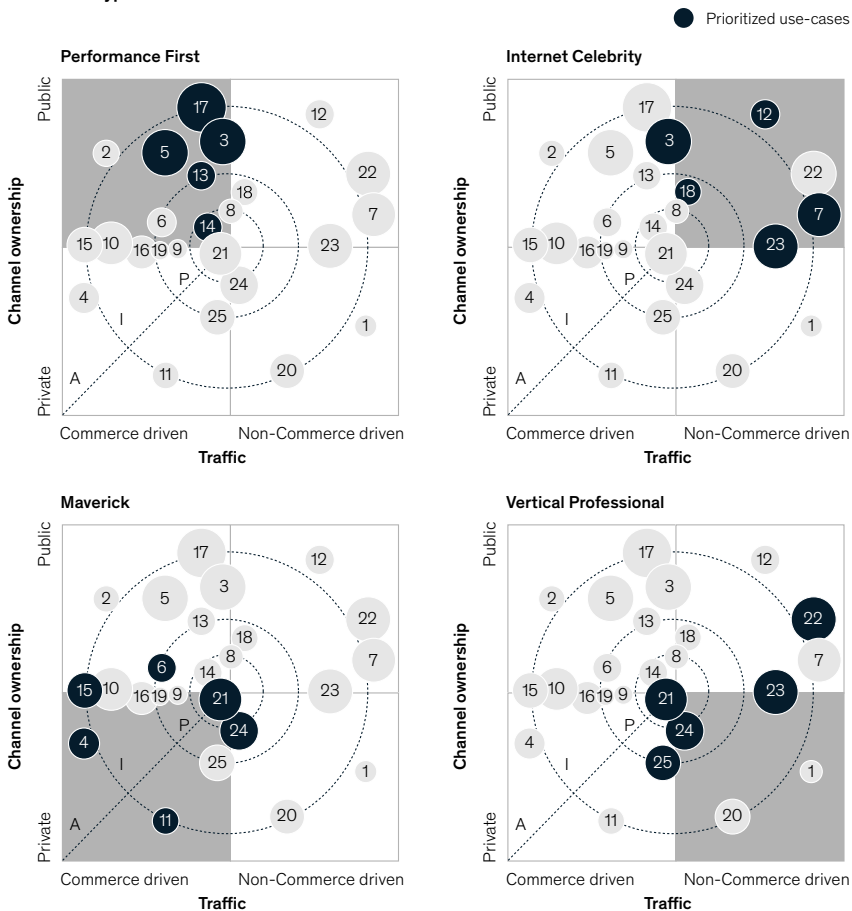 Prioritized use-cases
Performance First
Channel ownership
Public
Private
17
12
3
5
2
13
22
18
8
7
6
14
15
10
16
19
9
21
23
P
24
4
25
I
1
A
11
20
Commerce driven
Non-Commerce driven
Traffic
Internet Celebrity
Channel ownership
Public
Private
17
12
3
5
2
13
22
18
8
7
6
14
15
10
16
19
9
21
23
P
24
4
25
I
1
A
11
20
Commerce driven
Non-Commerce driven
Traffic
Maverick
Channel ownership
Public
Private
17
12
3
5
2
13
22
18
8
7
6
14
15
10
16
19
9
21
23
P
24
4
25
I
1
A
11
20
Commerce driven
Non-Commerce driven
Traffic
Vertical Professional
Channel ownership
Public
Private
17
12
3
5
2
13
22
18
8
7
6
14
15
10
16
19
9
21
23
P
24
4
25
I
1
A
11
20
Commerce driven
Non-Commerce driven
Traffic